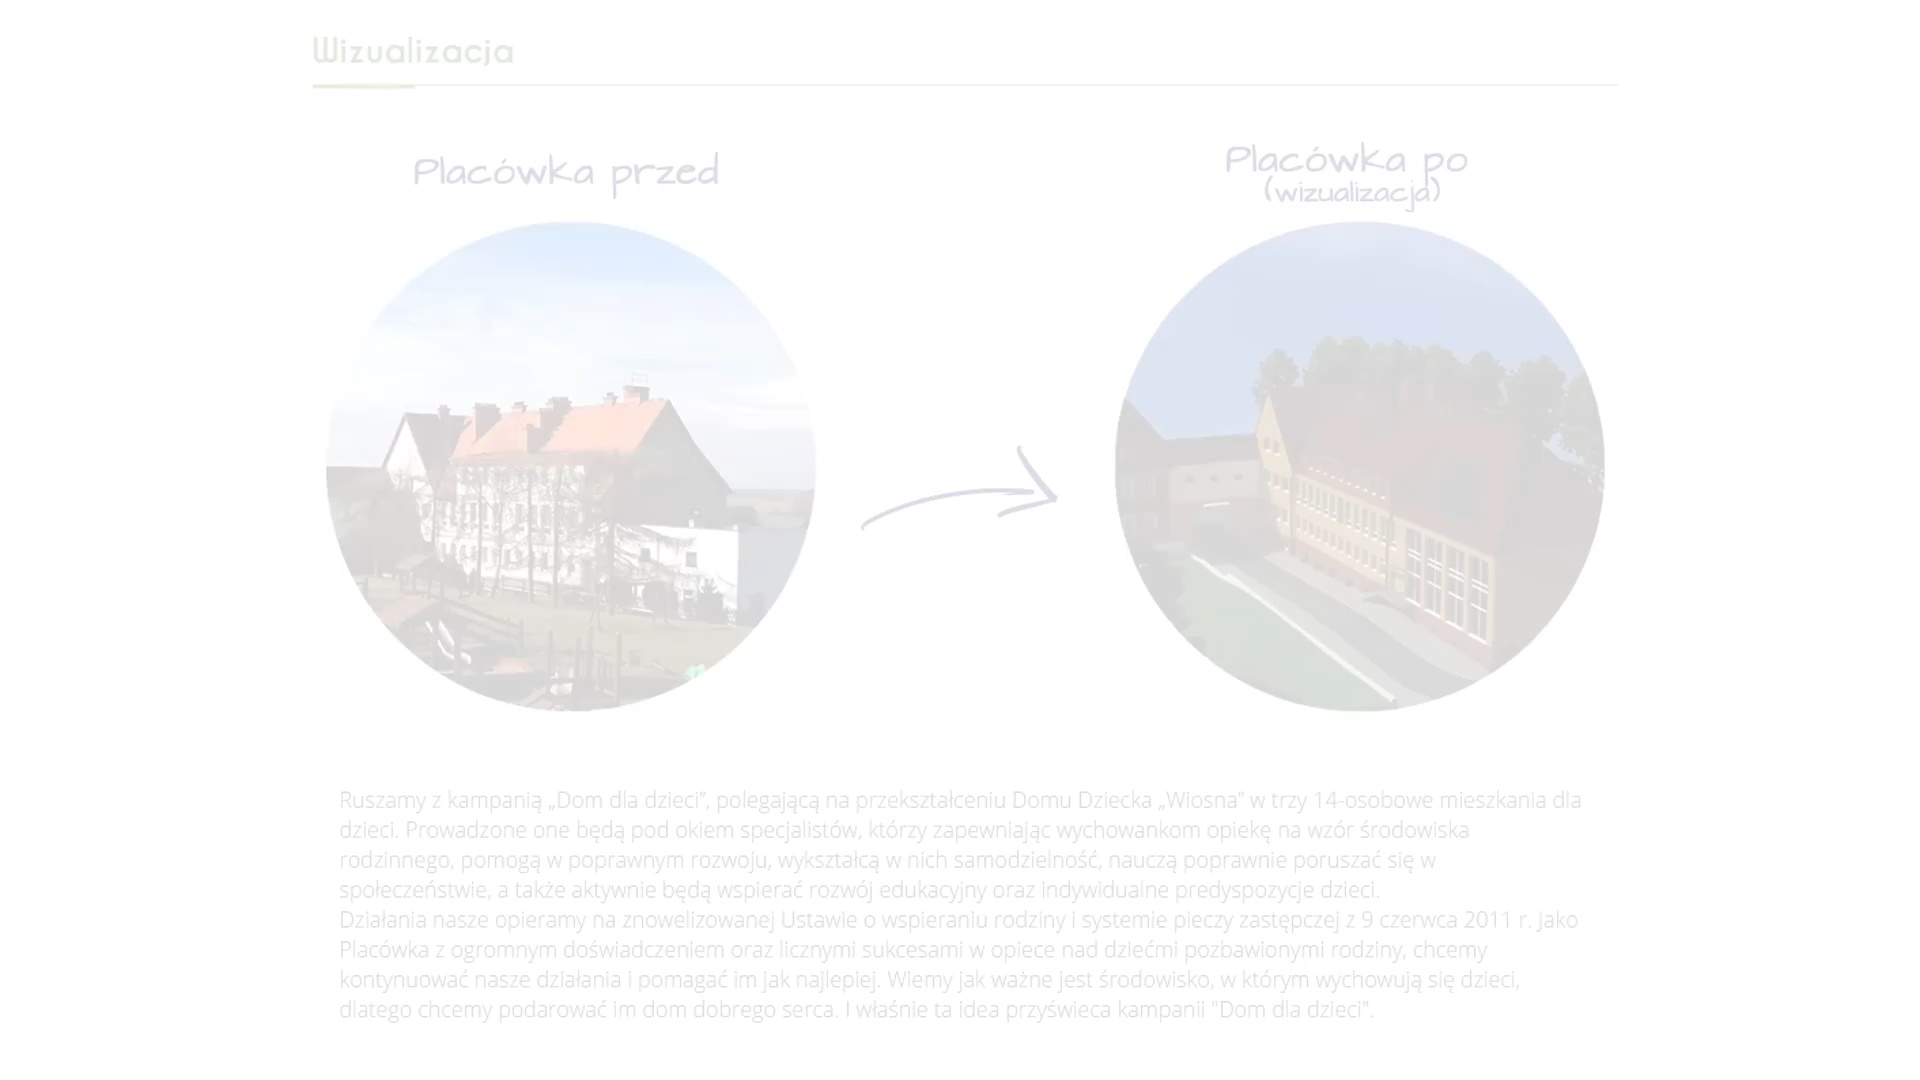 Wizualizacja
Placówka przed
Placówka po
(wizualizacja)
Ruszamy z kampanią „Dom dla dzieci”, polegającą na przekształceniu Domu Dziecka „Wiosna” w trzy 14-osobowe mieszkania dla
dzieci. Prowadzone one będą pod okiem specjalistów, którzy zapewniając wychowankom opiekę na wzór środowiska
rodzinnego, pomogą w poprawnym rozwoju, wykształcą w nich samodzielność, nauczą poprawnie poruszać się w
społeczeństwie, a także aktywnie będą wspierać rozwój edukacyjny oraz indywidualne predyspozycje dzieci.
Działania nasze opieramy na znowelizowanej Ustawie o wspieraniu rodziny i systemie pieczy zastępczej z 9 czerwca 2011 r. Jako
Placówka z ogromnym doświadczeniem oraz licznymi sukcesami w opiece nad dziećmi pozbawionymi rodziny, chcemy
kontynuować nasze działania i pomagać im jak najlepiej. Wiemy jak ważne jest środowisko, w którym wychowują się dzieci,
dlatego chcemy podarować im dom dobrego serca. I właśnie ta idea przyświeca kampanii "Dom dla dzieci".